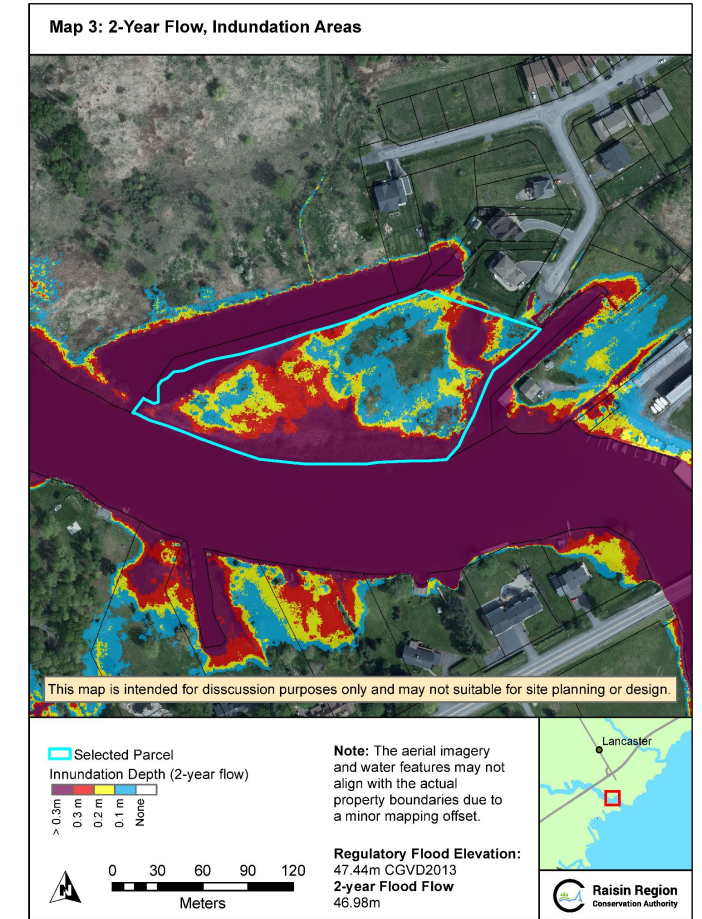 Map 3: 2-Year Flow, Indundation Areas
This map is intended for disscussion purposes only and may not suitable for site planning or design.
Selected Parcel
Innundation Depth (2-year flow)
> 0.3m
0.3 m
0.2 m
0.1 m
None
N
0 30 60 90 120
Meters
Note: The aerial imagery
and water features may not
align with the actual
property boundaries due to
a minor mapping offset.
Regulatory Flood Elevation:
47.44m CGVD2013
2-year Flood Flow
46.98m
Lancaster
Raisin Region
Conservation Authority